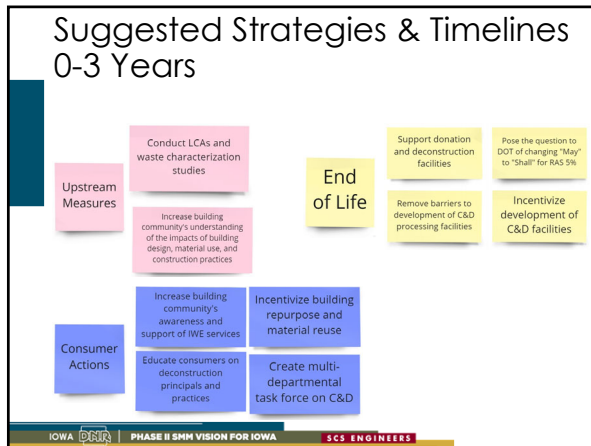 Suggested Strategies & Timelines
0-3 Years
Upstream
Measures
Conduct LCAs and
waste characterization
studies
Increase building
community's understanding
of the impacts of building
design, material use, and
construction practices
Consumer
Actions
Increase building
community's
awareness and
support of IWE services
Incentivize building
repurpose and
material reuse
Educate consumers on
deconstruction
principals and
practices
Create multi-
departmental
task force on C&D
End
of Life
Support donation
and deconstruction
facilities
Pose the question to
DOT of changing "May"
to "Shall" for RAS 5%
Remove barriers to
development of C&D
processing facilities
Incentivize
development of
C&D facilities
IOWA DNR PHASE II SMM VISION FOR IOWA SCS ENGINEERS